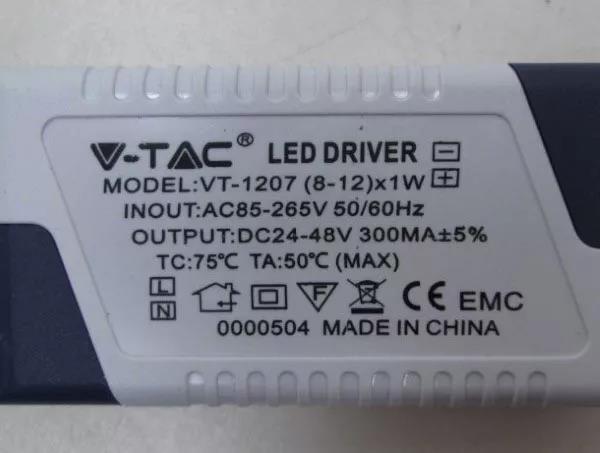 V-TAC® LED DRIVER -
MODEL:VT-1207 (8-12)x1W +
INOUT:AC85-265V 50/60Hz
OUTPUT:DC24-48V 300MA±5%
TC:75℃ TA:50℃ (MAX)
L
N
F
CE EMC
0000504 MADE IN CHINA